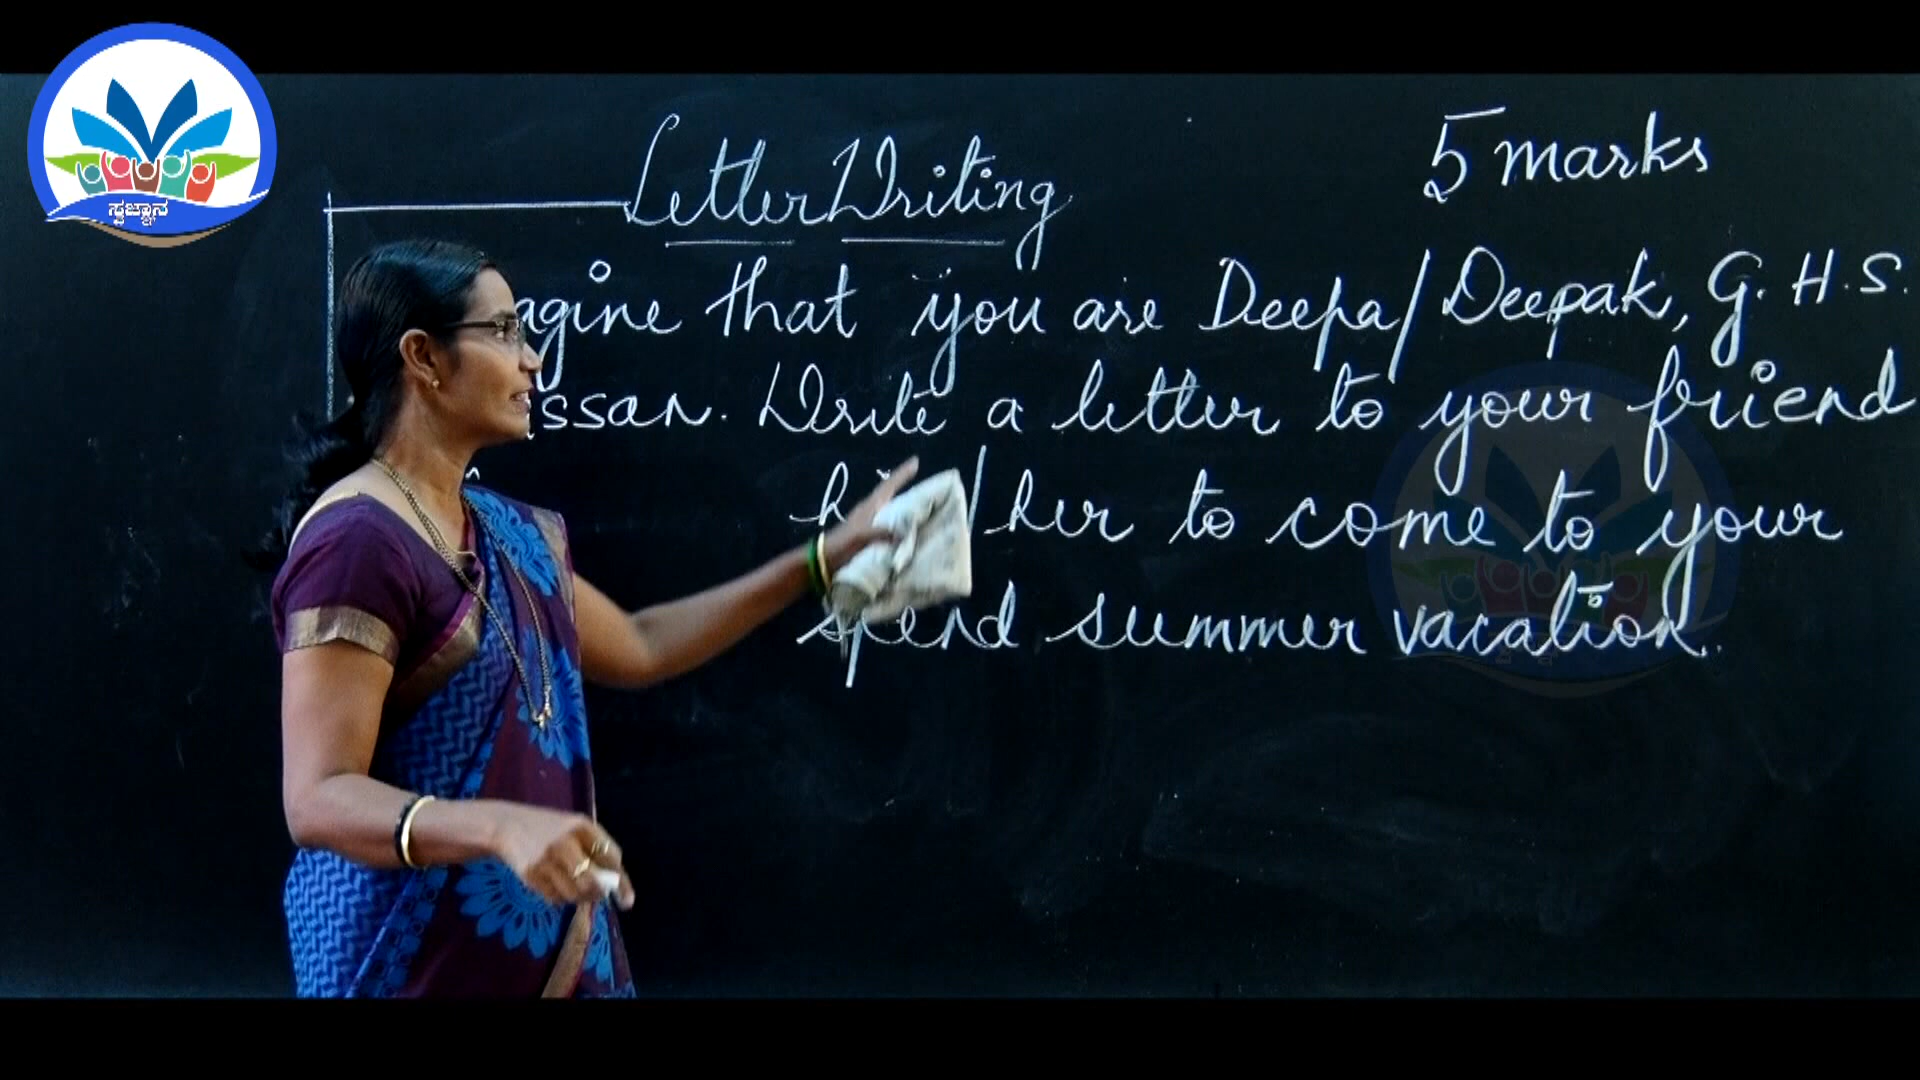 ಸ್ವಜ್ಞಾನ
Letter Writing
5 marks
agine that you are Deepa/Deepak, G.H.S.
ssan. Write a letter to your friend
/her to come to your
spend summer vacation.